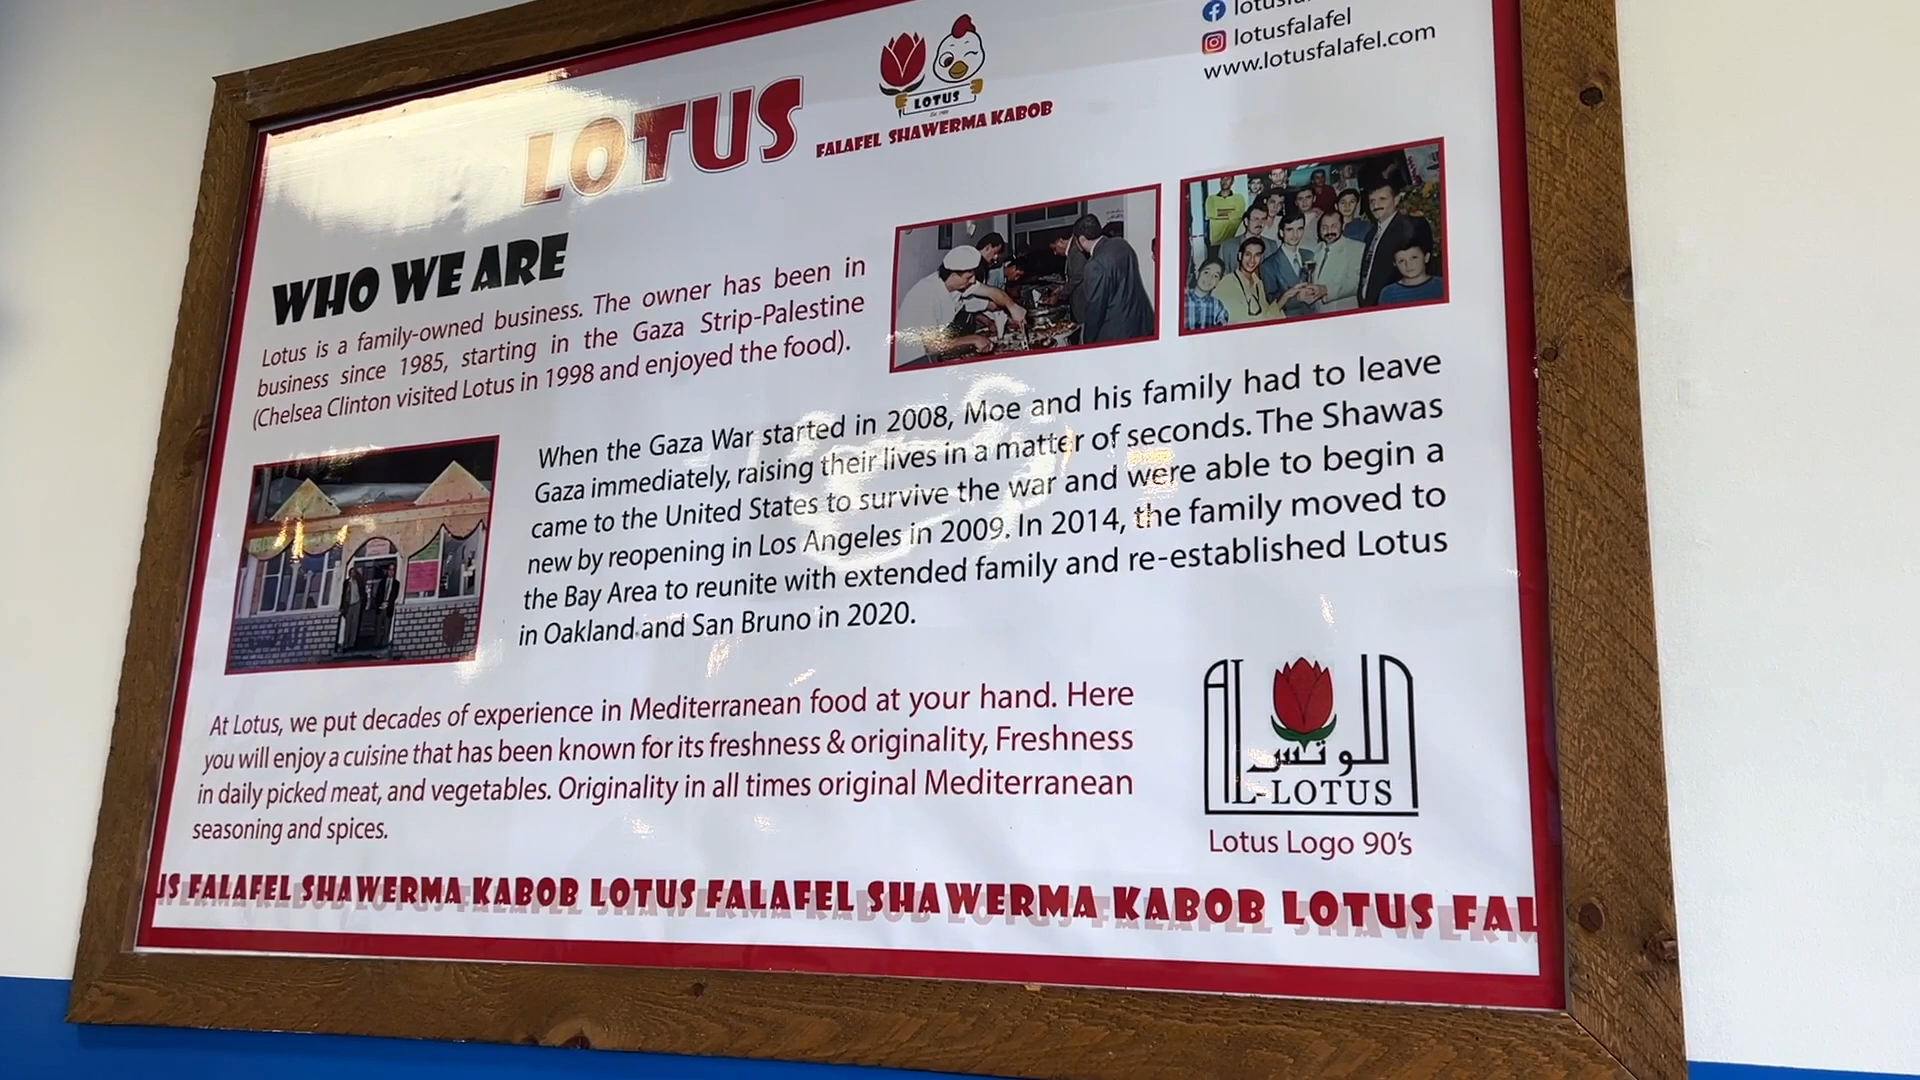 lotusfalafel
www.lotusfalafel.com
LOTUS
LOTUS
FALAFEL SHAWERMA KABOB
WHO WE ARE
Lotus is a family-owned business. The owner has been in
business since 1985, starting in the Gaza Strip-Palestine
(Chelsea Clinton visited Lotus in 1998 and enjoyed the food).
When the Gaza War started in 2008, Moe and his family had to leave
Gaza immediately, raising their lives in a matter of seconds. The Shawas
came to the United States to survive the war and were able to begin a
new by reopening in Los Angeles in 2009. In 2014, the family moved to
the Bay Area to reunite with extended family and re-established Lotus
in Oakland and San Bruno in 2020.
At Lotus, we put decades of experience in Mediterranean food at your hand. Here
you will enjoy a cuisine that has been known for its freshness & originality, Freshness
in daily picked meat, and vegetables. Originality in all times original Mediterranean
seasoning and spices.
اللوتس
AL-LOTUS
Lotus Logo 90's
US FALAFEL SHAWERMA KABOB LOTUS FALAFEL SHAWERMA KABOB LOTUS FAL